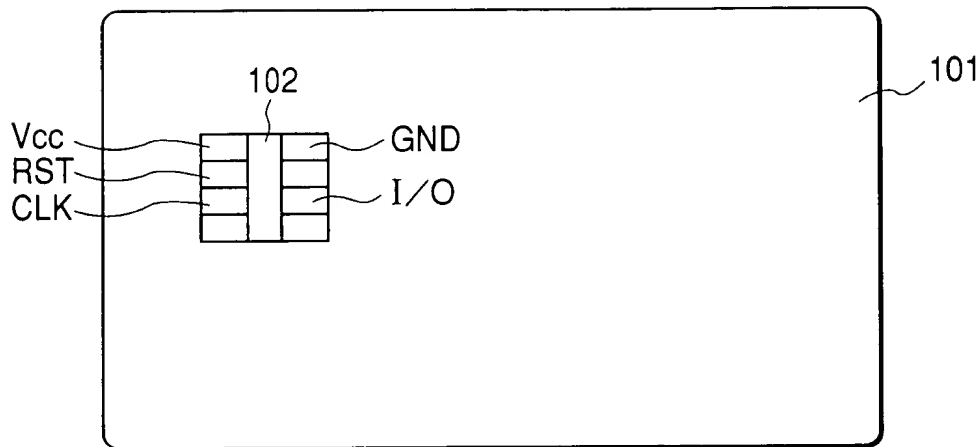 102
101
Vcc
GND
RST
CLK
I/O